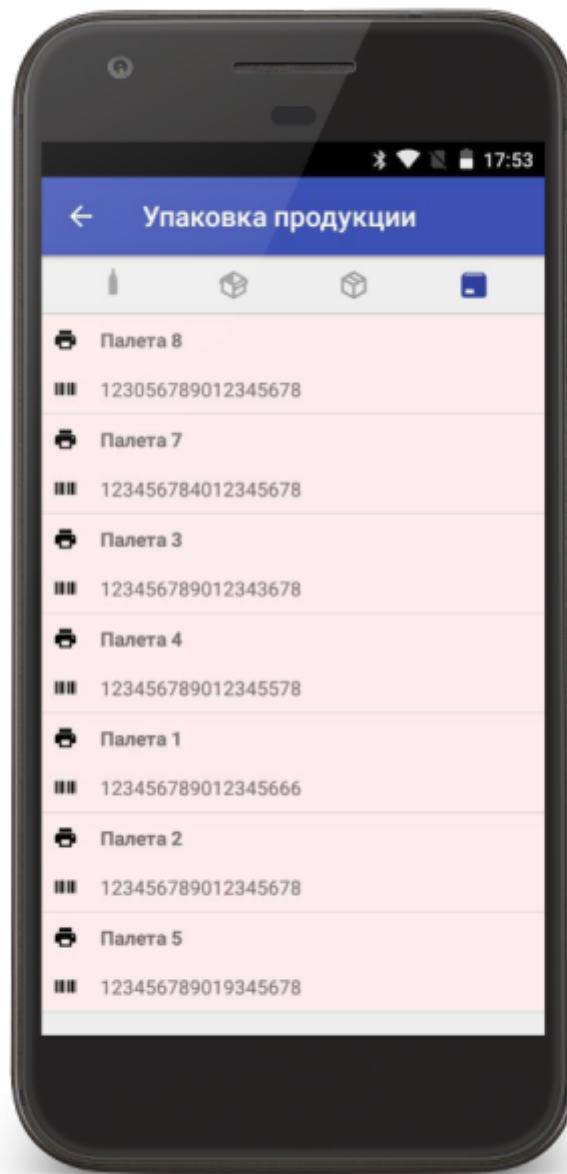 17:53
Упаковка продукции
Палета 8
123056789012345678
Палета 7
123456784012345678
Палета 3
123456789012343678
Палета 4
123456789012345578
Палета 1
123456789012345666
Палета 2
123456789012345678
Палета 5
123456789019345678